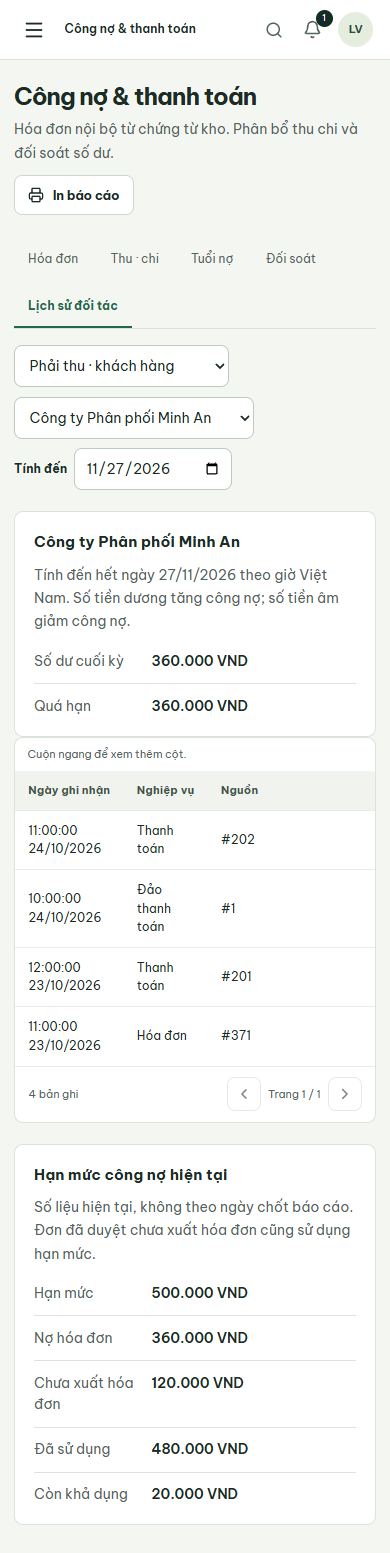 Công nợ & thanh toán
1
LV
Công nợ & thanh toán
Hóa đơn nội bộ từ chứng từ kho. Phân bổ thu chi và
đối soát số dư.
In báo cáo
Hóa đơn
Thu · chi
Tuổi nợ
Đối soát
Lịch sử đối tác
Phải thu · khách hàng
Công ty Phân phối Minh An
Tính đến 11/27/2026
Công ty Phân phối Minh An
Tính đến hết ngày 27/11/2026 theo giờ Việt
Nam. Số tiền dương tăng công nợ; số tiền âm
giảm công nợ.
Số dư cuối kỳ 360.000 VND
Quá hạn 360.000 VND
Cuộn ngang để xem thêm cột.
Ngày ghi nhận Nghiệp vụ Nguồn
11:00:00
24/10/2026
Thanh
toán
#202
10:00:00
24/10/2026
Đảo
thanh
toán
#1
12:00:00
23/10/2026
Thanh
toán
#201
11:00:00
23/10/2026
Hóa đơn
#371
4 bản ghi
Trang 1 / 1
Hạn mức công nợ hiện tại
Số liệu hiện tại, không theo ngày chốt báo cáo.
Đơn đã duyệt chưa xuất hóa đơn cũng sử dụng
hạn mức.
Hạn mức 500.000 VND
Nợ hóa đơn 360.000 VND
Chưa xuất hóa
đơn
120.000 VND
Đã sử dụng 480.000 VND
Còn khả dụng 20.000 VND